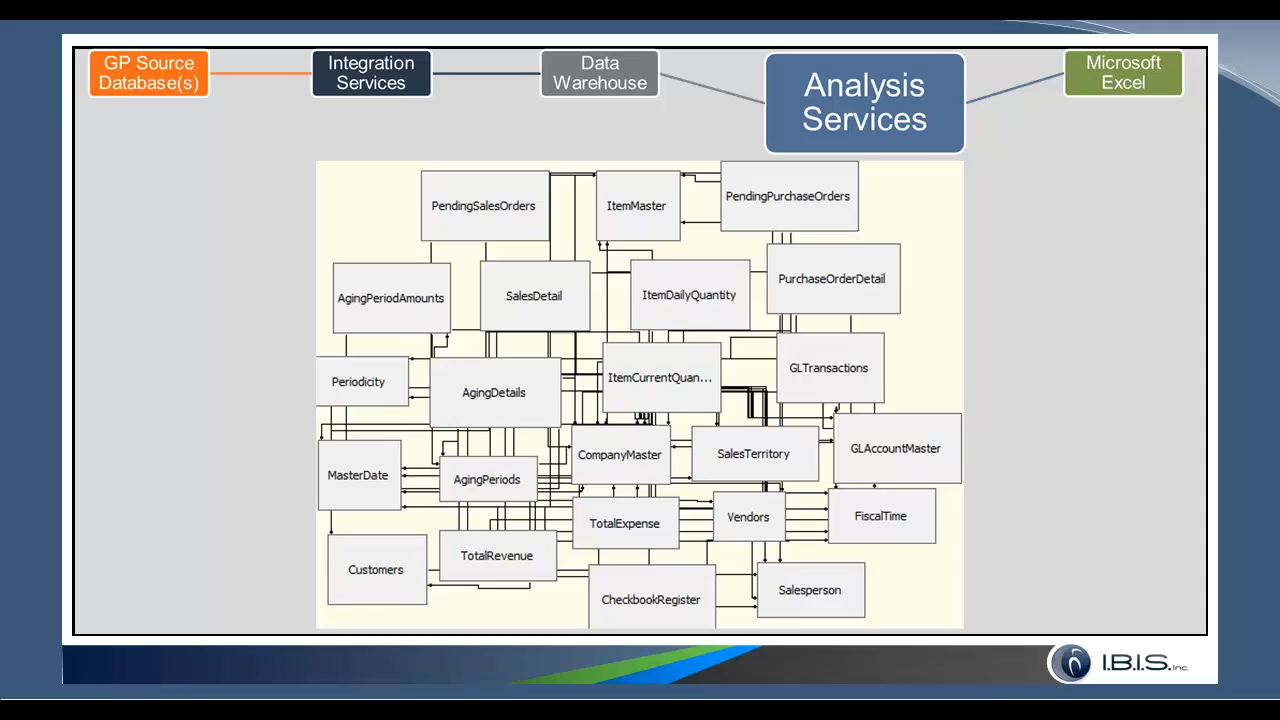 GP Source
Database(s)
Integration
Services
Data
Warehouse
Analysis
Services
Microsoft
Excel
PendingSalesOrders
ItemMaster
PendingPurchaseOrders
AgingPeriodAmounts
SalesDetail
ItemDailyQuantity
PurchaseOrderDetail
Periodicity
AgingDetails
ItemCurrentQuan...
GLTransactions
MasterDate
AgingPeriods
CompanyMaster
SalesTerritory
GLAccountMaster
TotalExpense
Vendors
FiscalTime
Customers
TotalRevenue
CheckbookRegister
Salesperson
I.B.I.S. Inc.